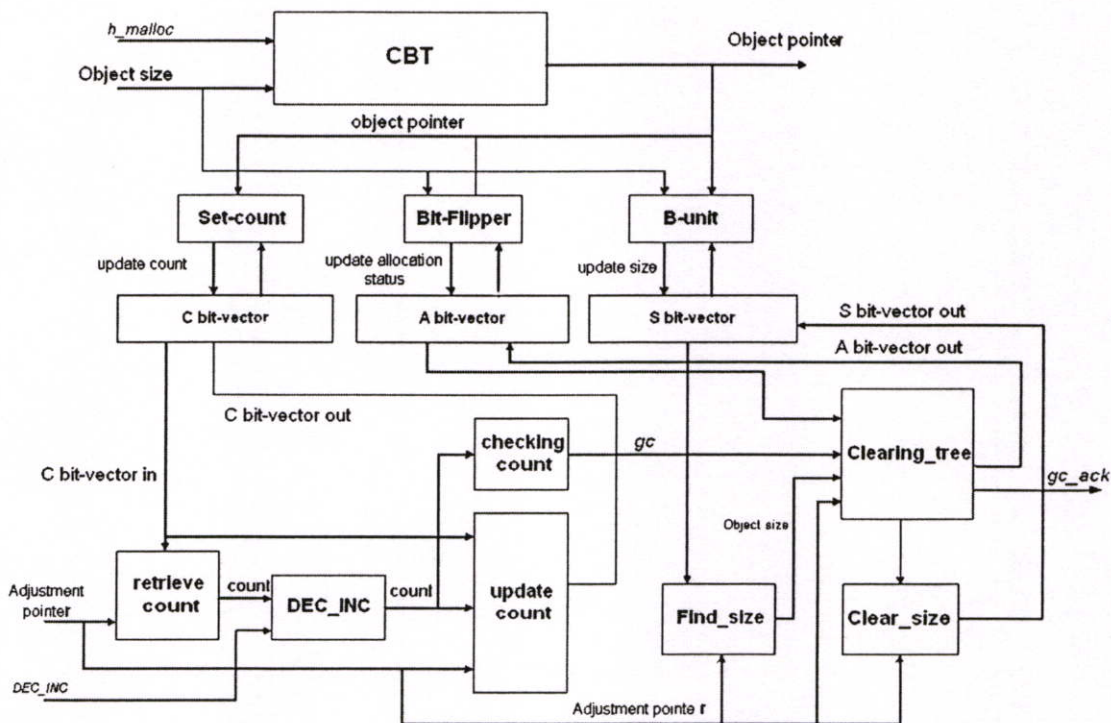 h_malloc
CBT
Object pointer
Object size
object pointer
Set-count
Bit-Flipper
B-unit
update count
update allocation
status
update size
C bit-vector
A bit-vector
S bit-vector
S bit-vector out
A bit-vector out
C bit-vector out
checking
count
gc
Clearing_tree
gc_ack
C bit-vector in
Object size
retrieve
count
count
DEC_INC
count
update
count
Find_size
Clear_size
Adjustment
pointer
DEC_INC
Adjustment pointe r